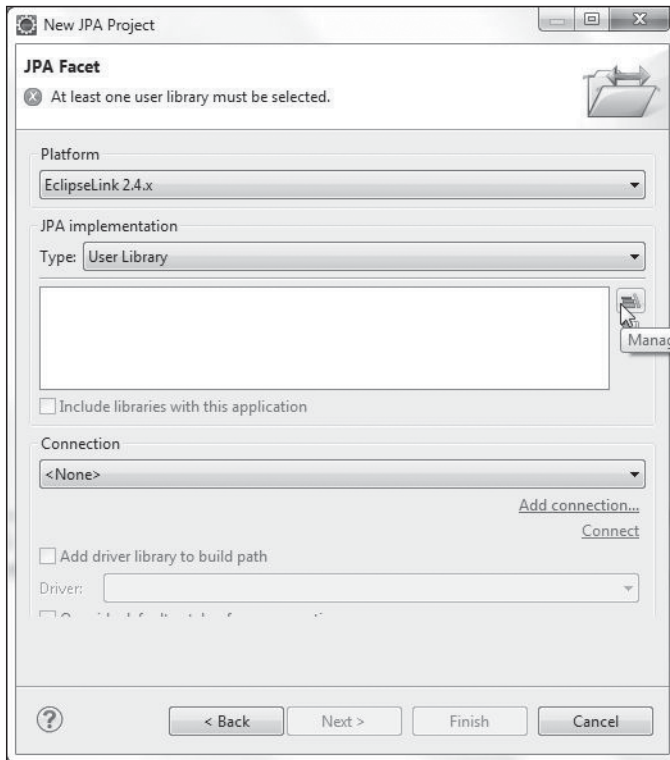 New JPA Project
JPA Facet
At least one user library must be selected.
Platform
EclipseLink 2.4.x
JPA implementation
Type: User Library
Include libraries with this application
Connection
<None>
Add connection...
Connect
Add driver library to build path
Driver:
?
< Back
Next >
Finish
Cancel